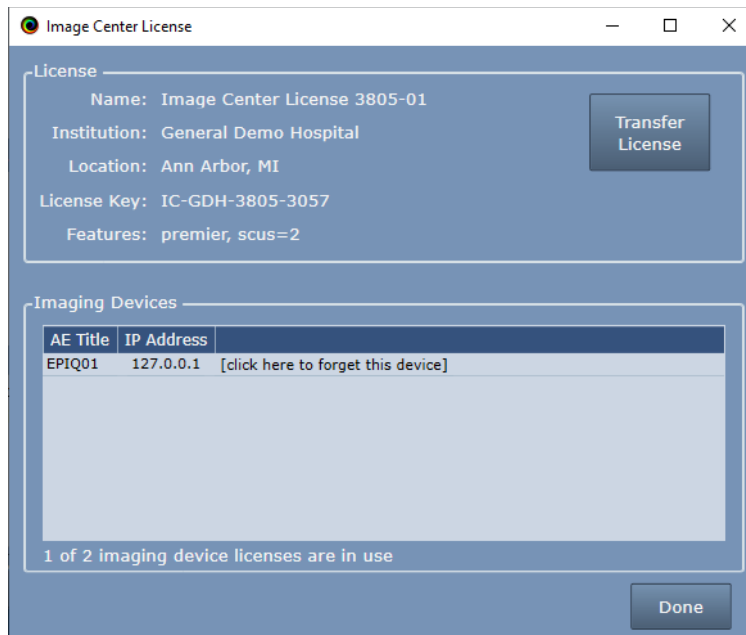 Image Center License
License
Name: Image Center License 3805-01
Institution: General Demo Hospital
Location: Ann Arbor, MI
License Key: IC-GDH-3805-3057
Features: premier, scus=2
Transfer
License
Imaging Devices
AE Title IP Address
EPIQ01 127.0.0.1 [click here to forget this device]
1 of 2 imaging device licenses are in use
Done